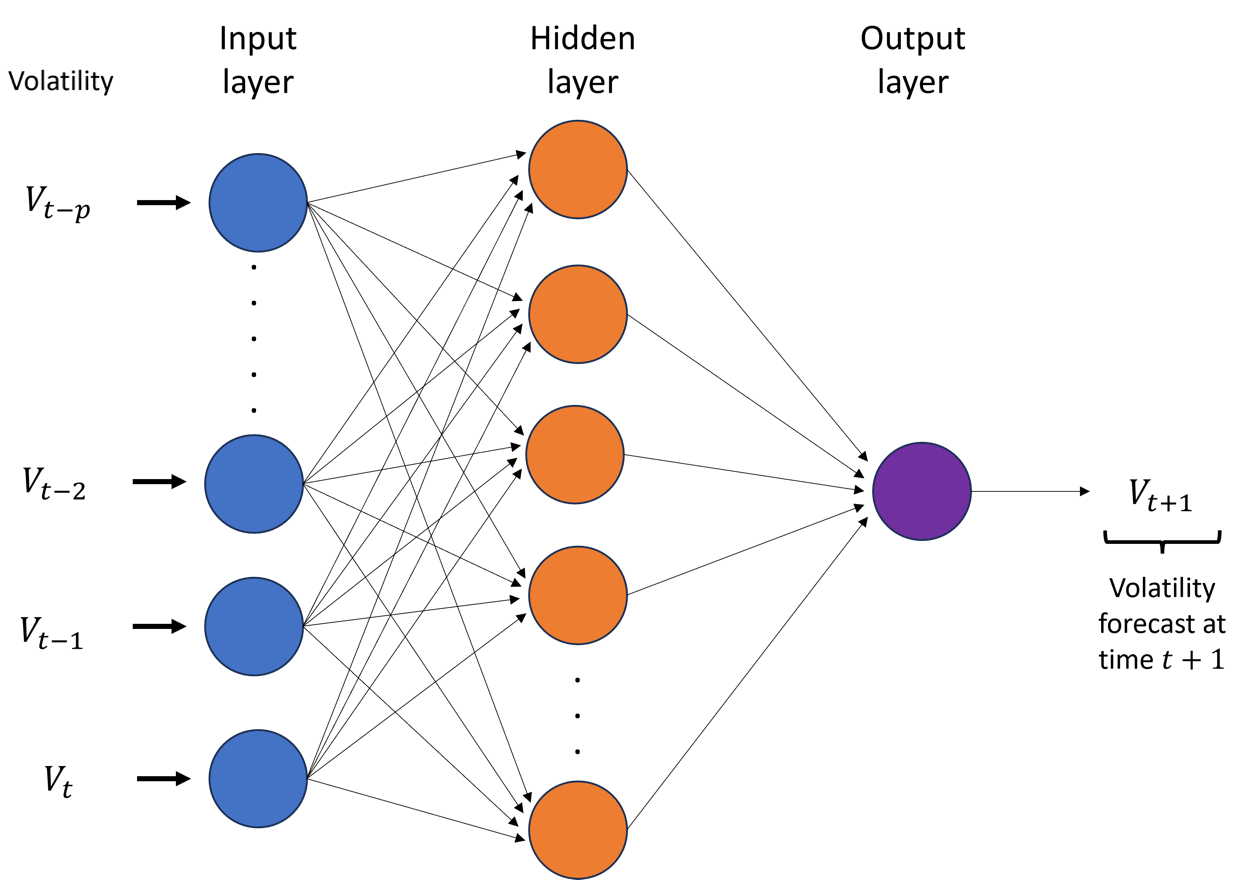 Input
layer
Hidden
layer
Output
layer
Volatility
V_{t-p}
V_{t-2}
V_{t-1}
V_t
V_{t+1}
Volatility
forecast at
time t + 1